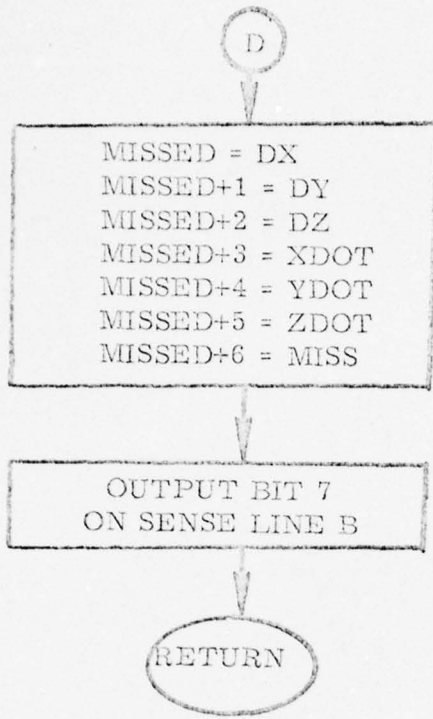 D
MISSED = DX
MISSED+1 = DY
MISSED+2 = DZ
MISSED+3 = XDOT
MISSED+4 = YDOT
MISSED+5 = ZDOT
MISSED+6 = MISS
OUTPUT BIT 7
ON SENSE LINE B
RETURN